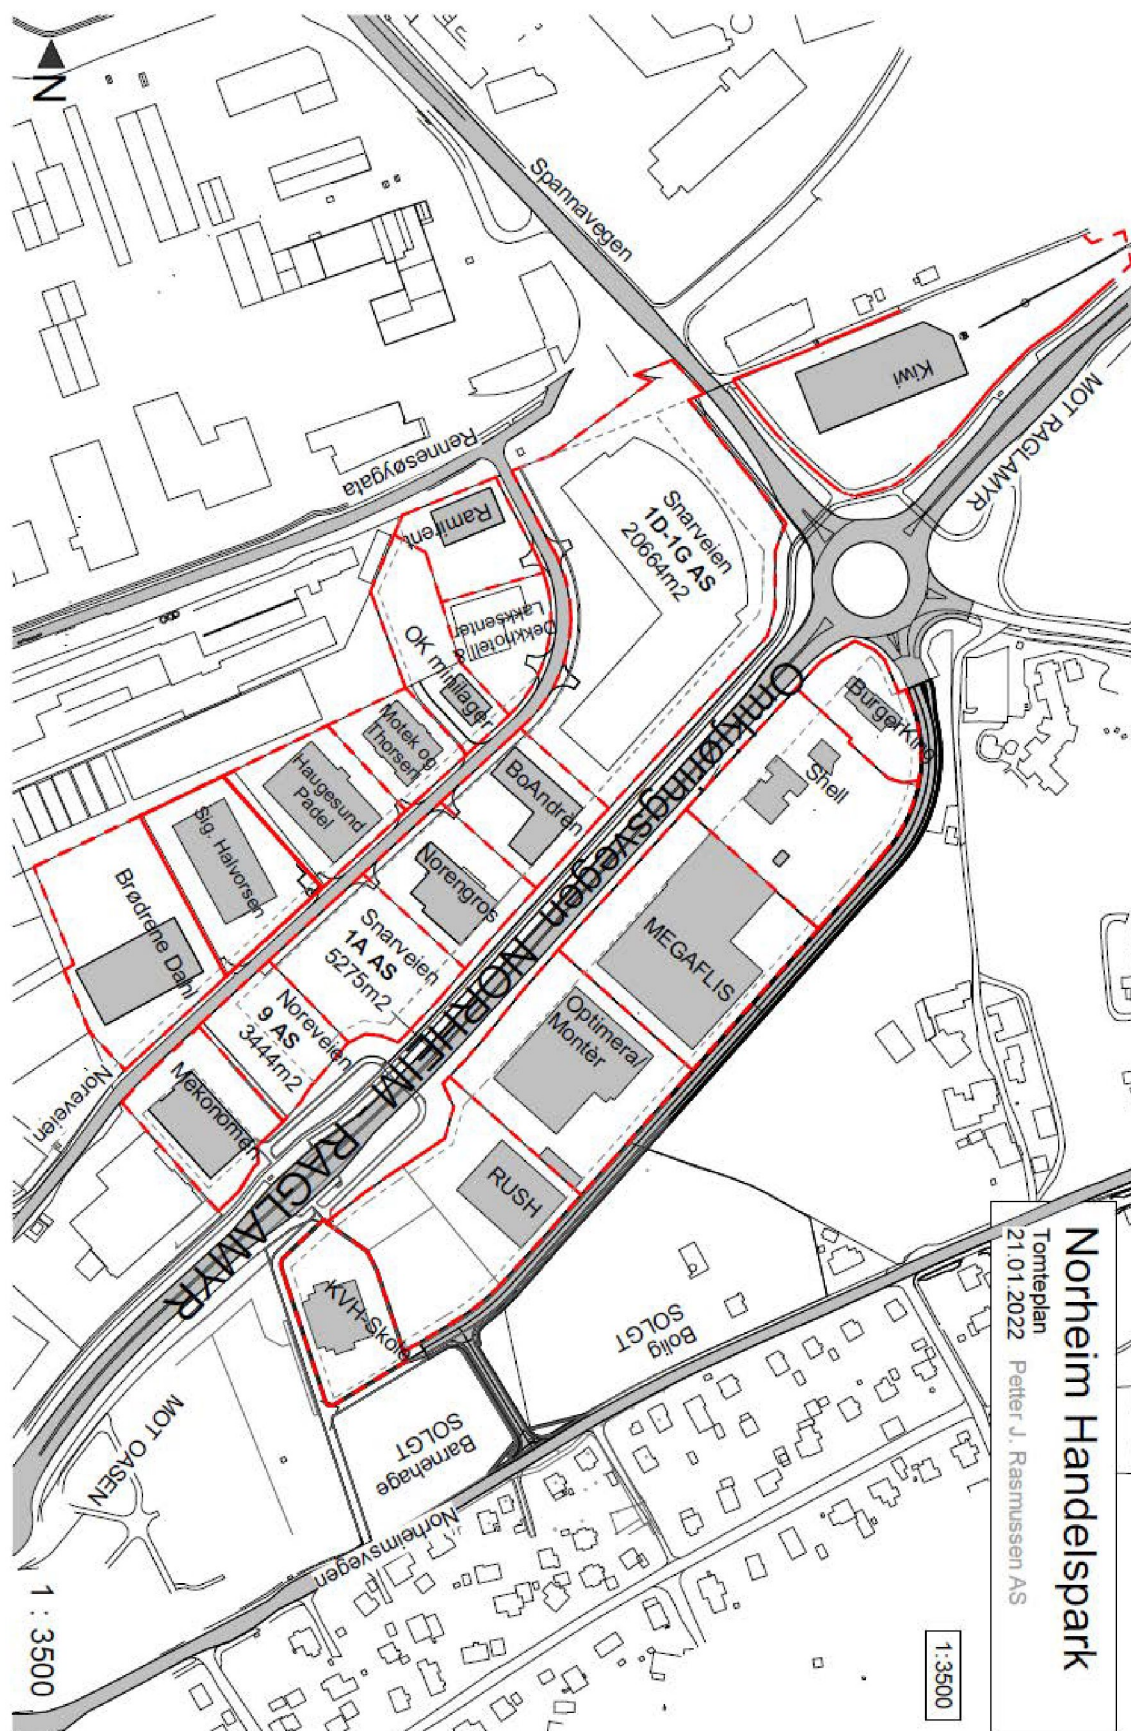 N
Spannavegen
Kiwi
MOT RAGLAMYR
Rennesøygata
Ramirent
Snarveien
1D-1G AS
20664m2
Dekkhotell &
Lakksenter
OK minilager
Omkjøringsvegen NORHEIM - RAGLAMYR
BurgerKing
Shell
Motek og
Thorsen
BoAndrèn
Haugesund
Padel
Sig. Halvorsen
Norengros
MEGAFLIS
Brødrene Dahl
Snarveien
1A AS
5275m2
Optimera/
Montèr
Noreveien
9 AS
3444m2
Mekonomen
Noreveien
RUSH
KVH-Skole
Bolig
SOLGT
Barnehage
SOLGT
MOT OASEN
Norheimsvegen
Norheim Handelspark
Tomteplan
21.01.2022 Petter J. Rasmussen AS
1:3500
1 : 3500